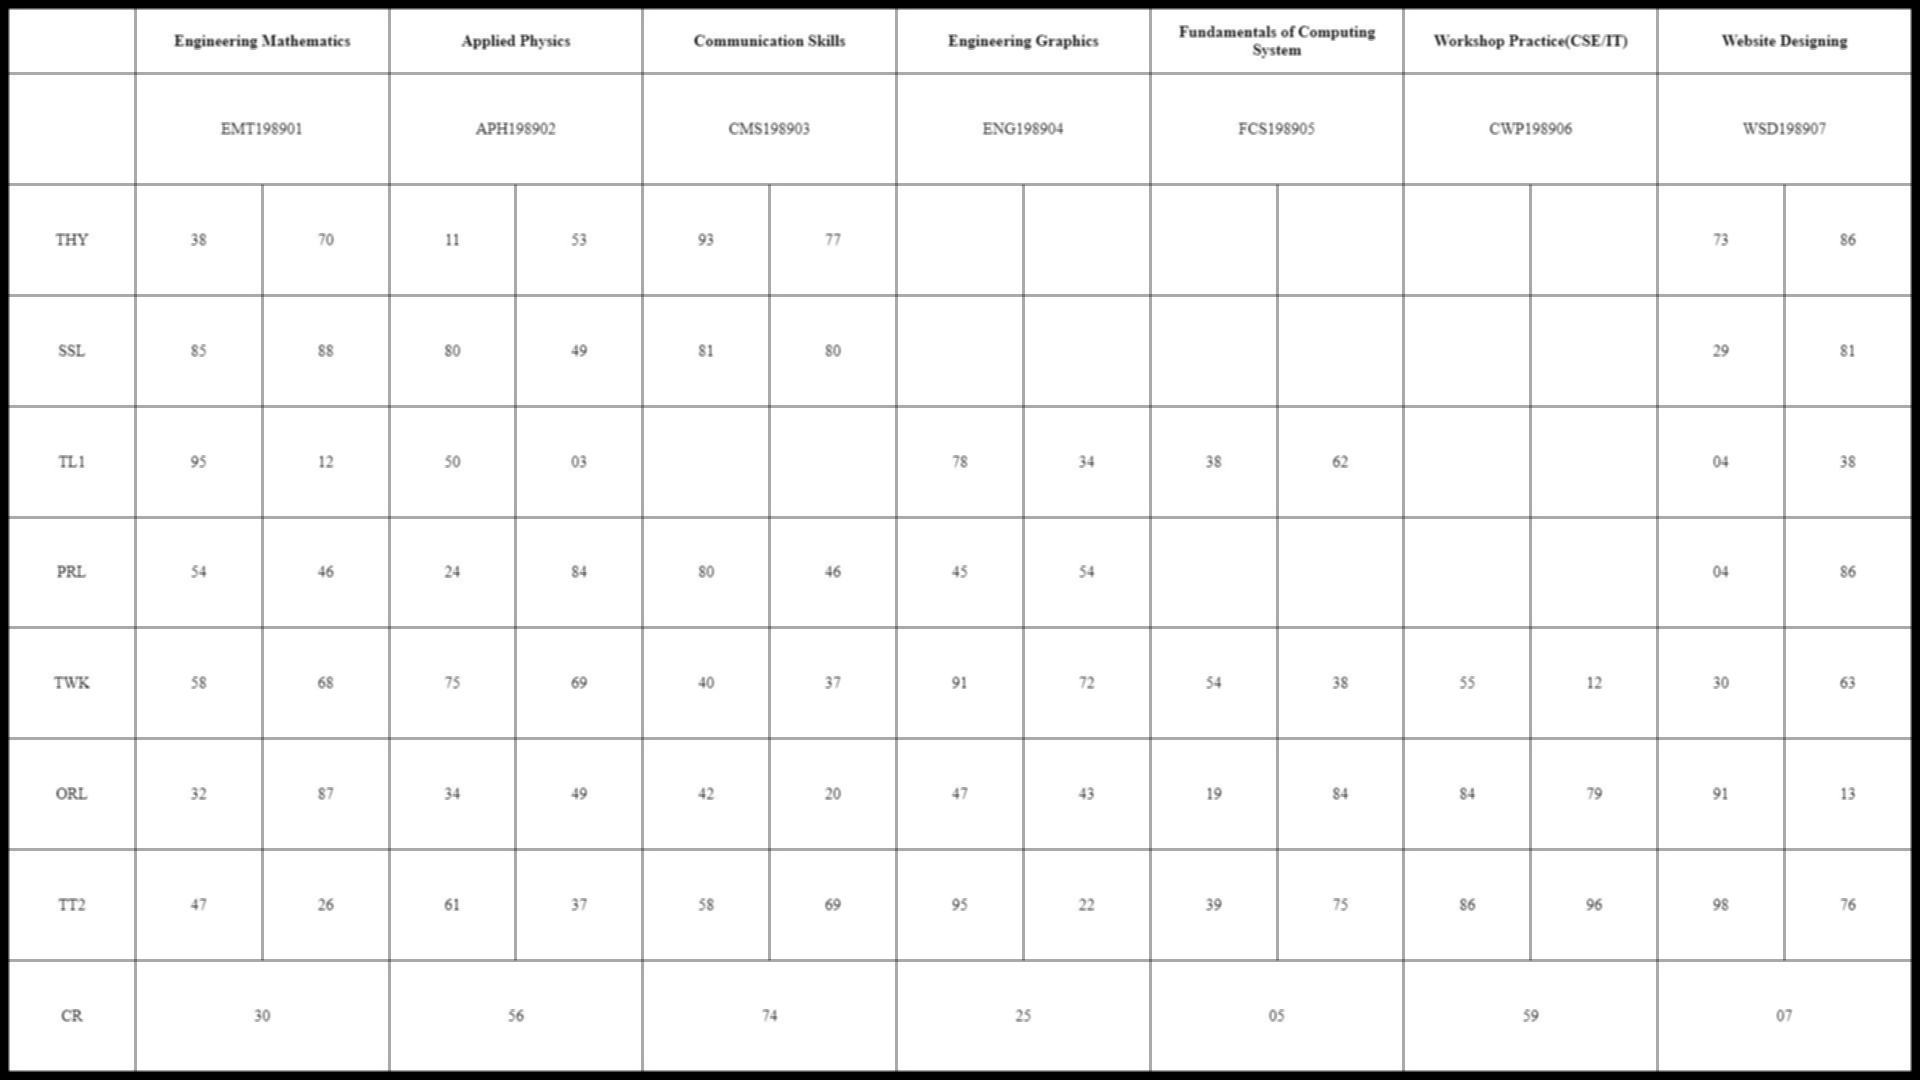 Engineering Mathematics Applied Physics Communication Skills Engineering Graphics Fundamentals of Computing System Workshop Practice(CSE/IT) Website Designing
EMT198901 APH198902 CMS198903 ENG198904 FCS198905 CWP198906 WSD198907
THY 38 70 11 53 93 77 73 86
SSL 85 88 80 49 81 80 29 81
TL1 95 12 50 03 78 34 38 62 04 38
PRL 54 46 24 84 80 46 45 54 04 86
TWK 58 68 75 69 40 37 91 72 54 38 55 12 30 63
ORL 32 87 34 49 42 20 47 43 19 84 84 79 91 13
TT2 47 26 61 37 58 69 95 22 39 75 86 96 98 76
CR 30 56 74 25 05 59 07